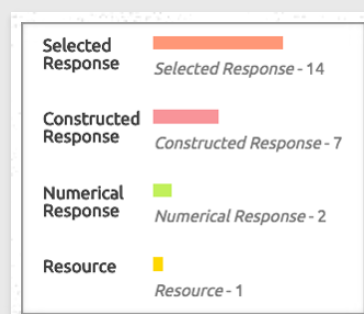 Selected
Response
Selected Response - 14
Constructed
Response
Constructed Response - 7
Numerical
Response
Numerical Response - 2
Resource
Resource - 1